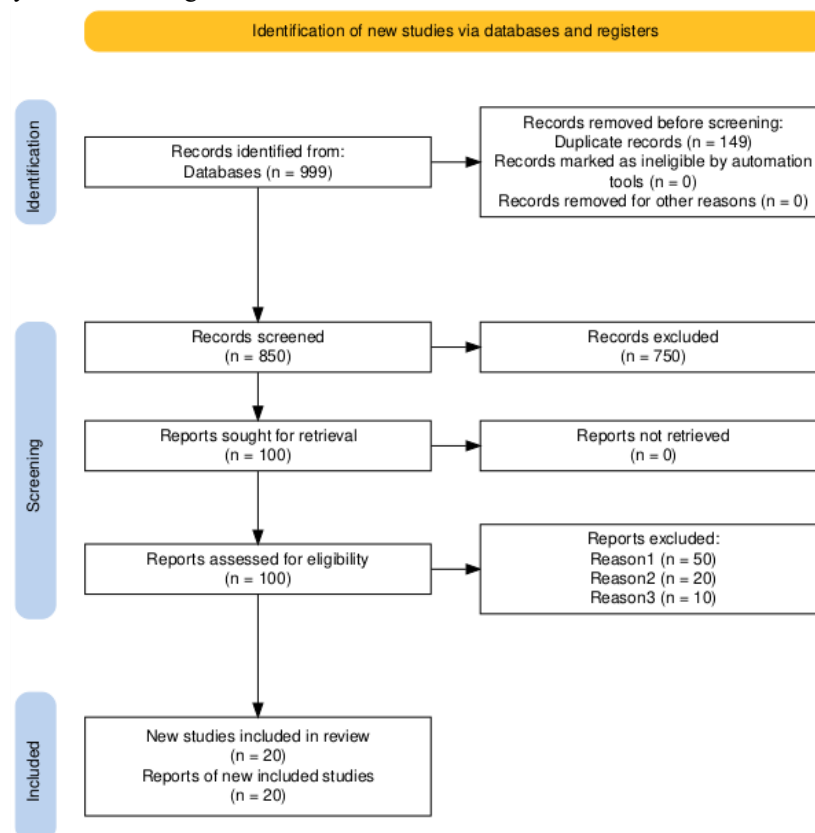 Identification of new studies via databases and registers
Identification
Records identified from:
Databases (n = 999)
Records removed before screening:
Duplicate records (n = 149)
Records marked as ineligible by automation
tools (n = 0)
Records removed for other reasons (n = 0)
Screening
Records screened
(n = 850)
Records excluded
(n = 750)
Reports sought for retrieval
(n = 100)
Reports not retrieved
(n = 0)
Reports assessed for eligibility
(n = 100)
Reports excluded:
Reason1 (n = 50)
Reason2 (n = 20)
Reason3 (n = 10)
Included
New studies included in review
(n = 20)
Reports of new included studies
(n = 20)